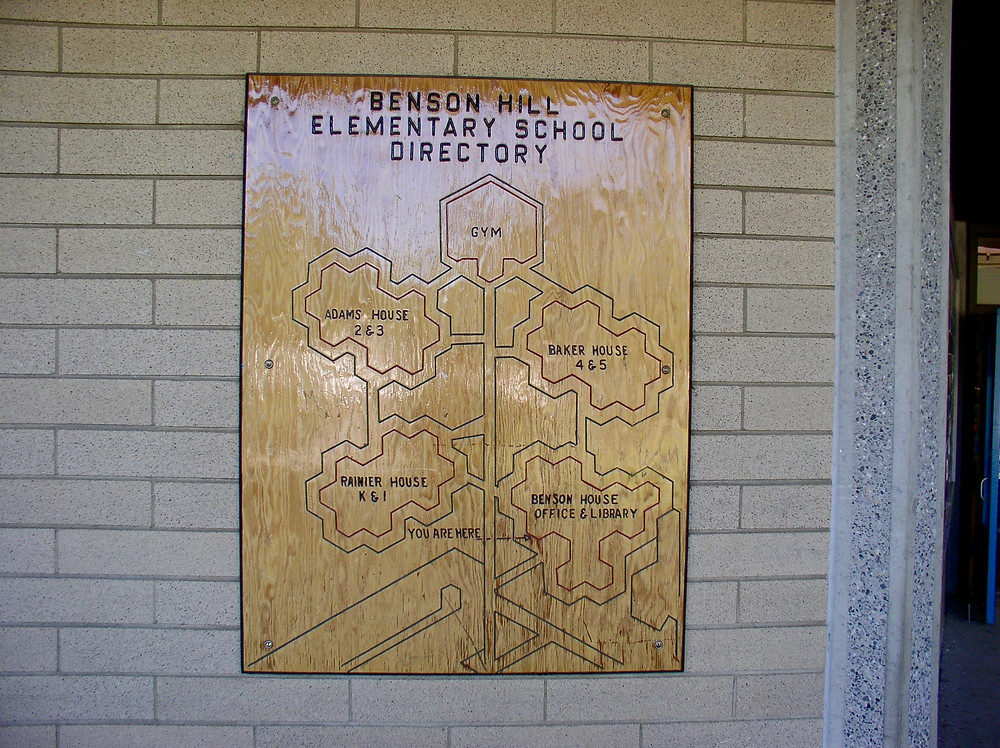 BENSON HILL
ELEMENTARY SCHOOL
DIRECTORY
GYM
ADAMS HOUSE
2 & 3
BAKER HOUSE
4 & 5
RAINIER HOUSE
K & 1
BENSON HOUSE
OFFICE & LIBRARY
YOU ARE HERE